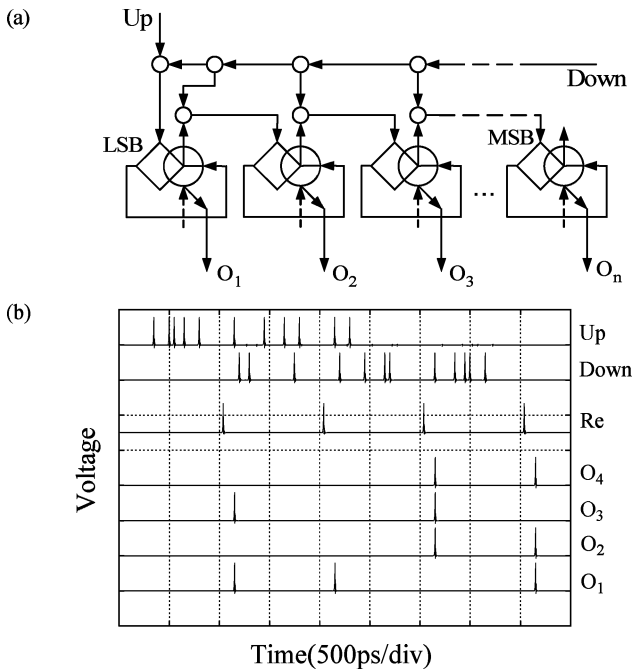 (a)
Up
Down
LSB
MSB
...
O1
O2
O3
On
(b)
Up
Down
Re
O4
O3
O2
O1
Voltage
Time(500ps/div)